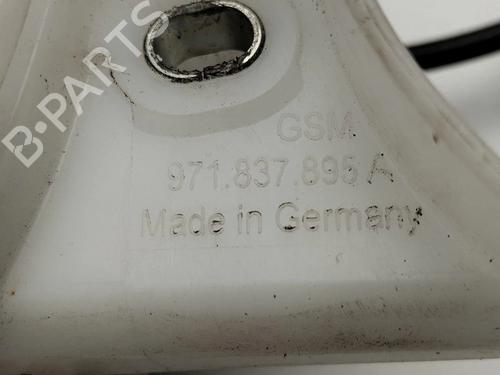 B-PARTS
GSM
971.837.895 A
Made in Germany